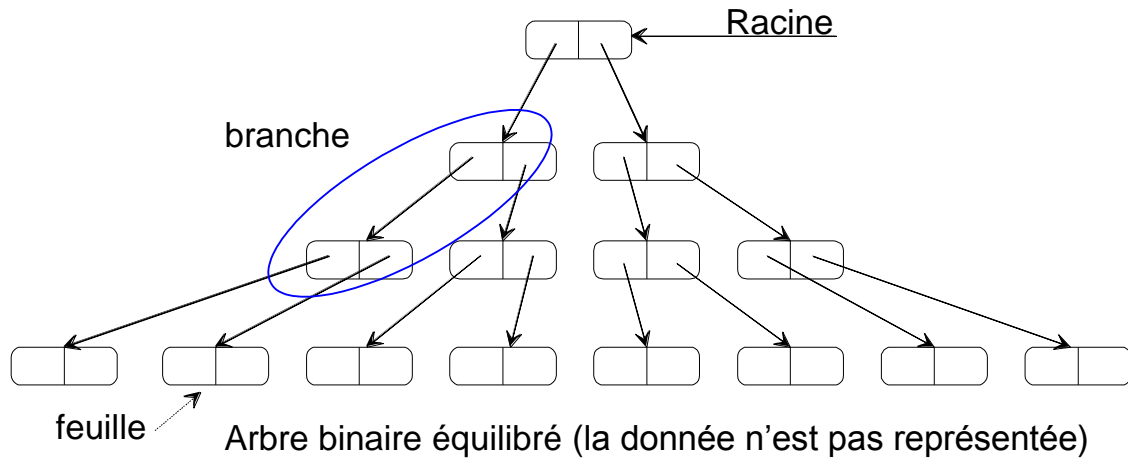 Racine
branche
feuille
Arbre binaire équilibré (la donnée n'est pas représentée)